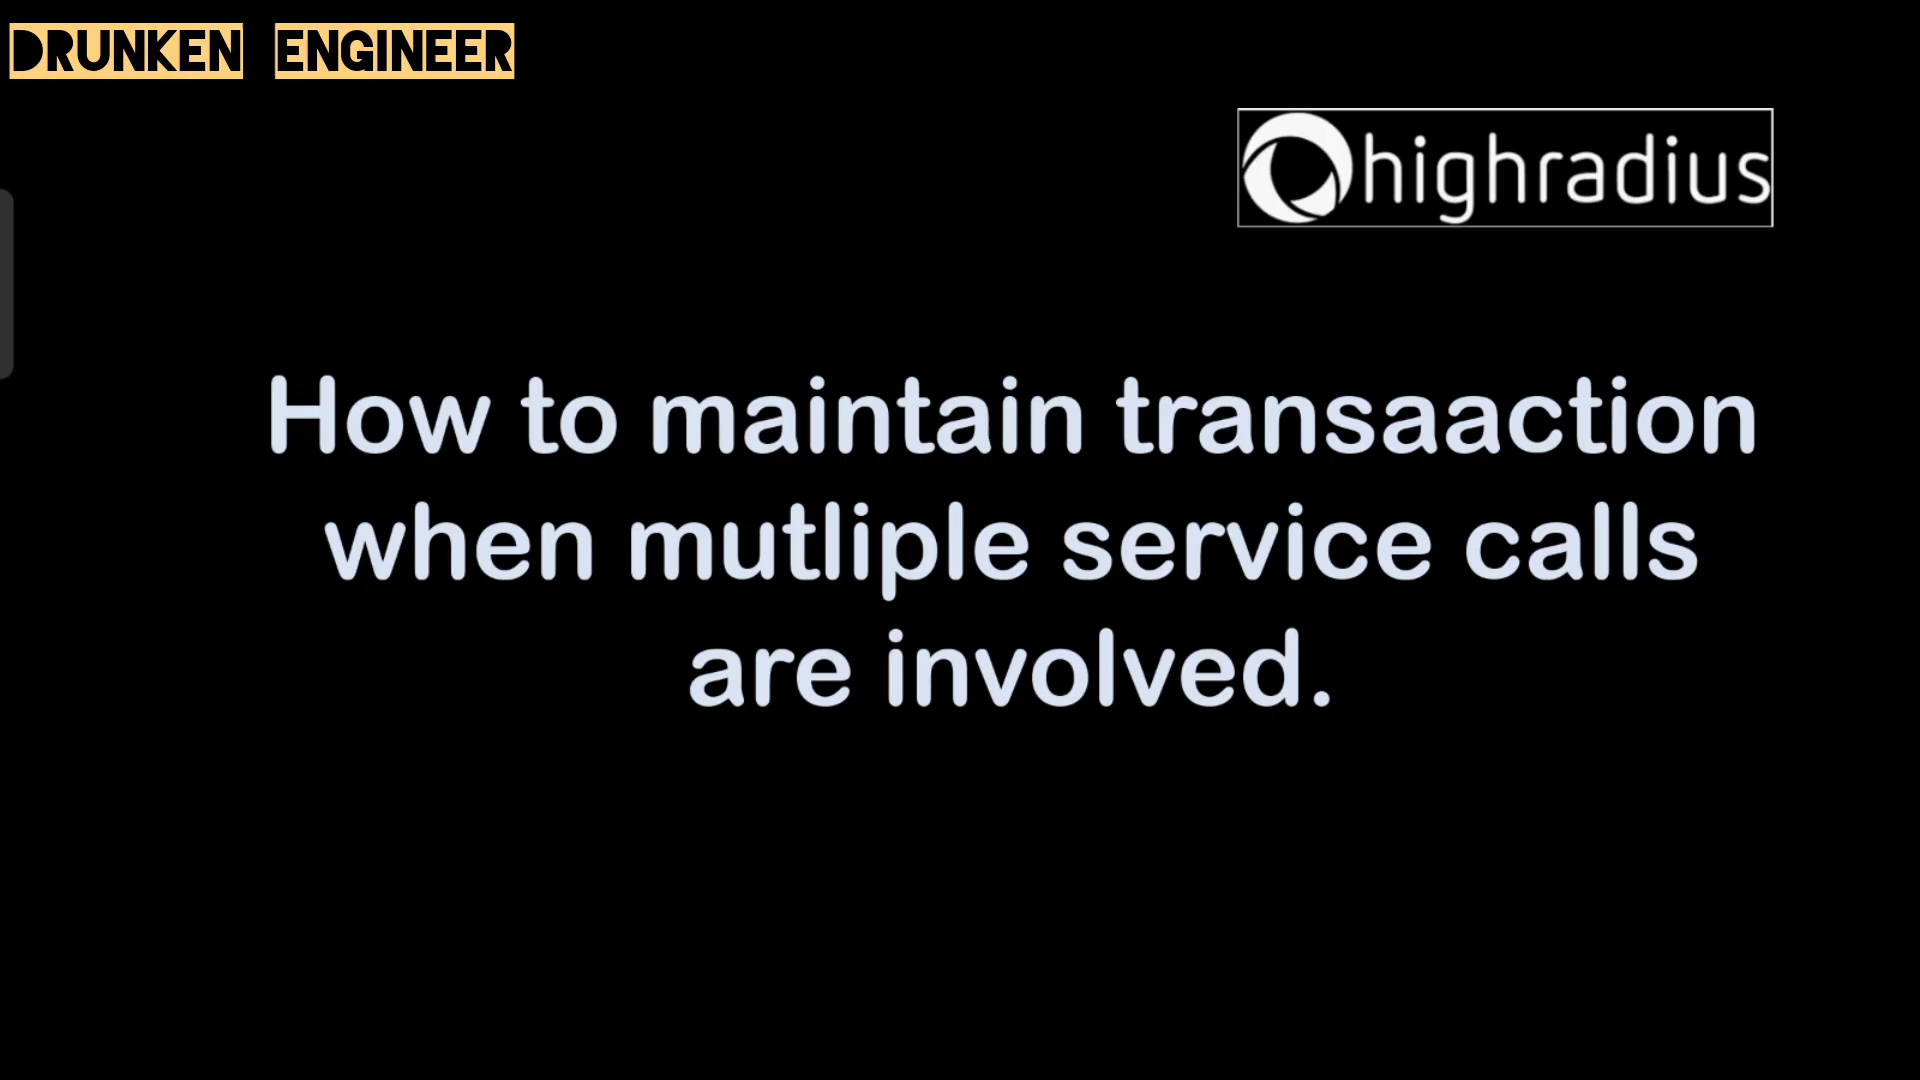 DRUNKEN ENGINEER
highradius
How to maintain transaaction
when mutliple service calls
are involved.